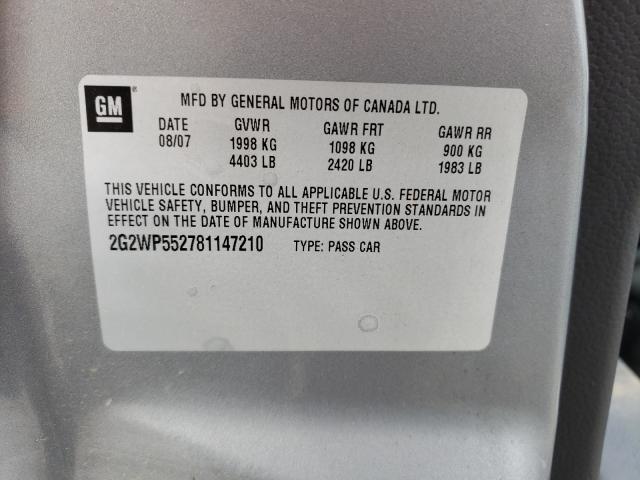 GM ®
MFD BY GENERAL MOTORS OF CANADA LTD.
DATE GVWR GAWR FRT GAWR RR
08/07 1998 KG 1098 KG 900 KG
4403 LB 2420 LB 1983 LB
THIS VEHICLE CONFORMS TO ALL APPLICABLE U.S. FEDERAL MOTOR
VEHICLE SAFETY, BUMPER, AND THEFT PREVENTION STANDARDS IN
EFFECT ON THE DATE OF MANUFACTURE SHOWN ABOVE.
2G2WP552781147210 TYPE: PASS CAR